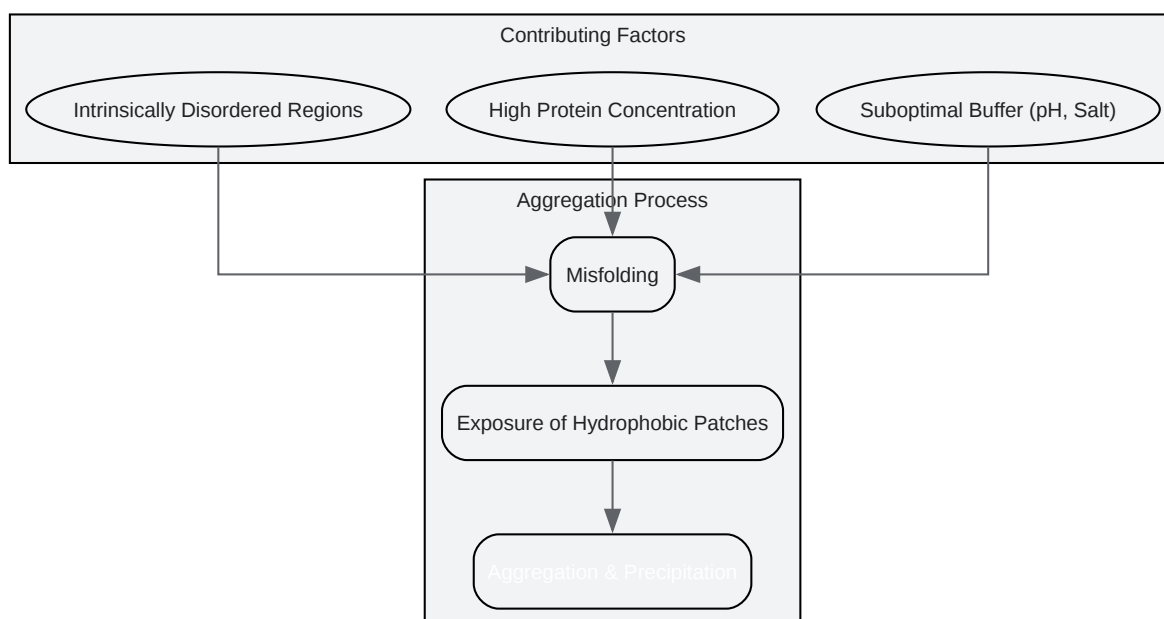 Contributing Factors
Intrinsically Disordered Regions
High Protein Concentration
Suboptimal Buffer (pH, Salt)
Aggregation Process
Misfolding
Exposure of Hydrophobic Patches
Aggregation & Precipitation